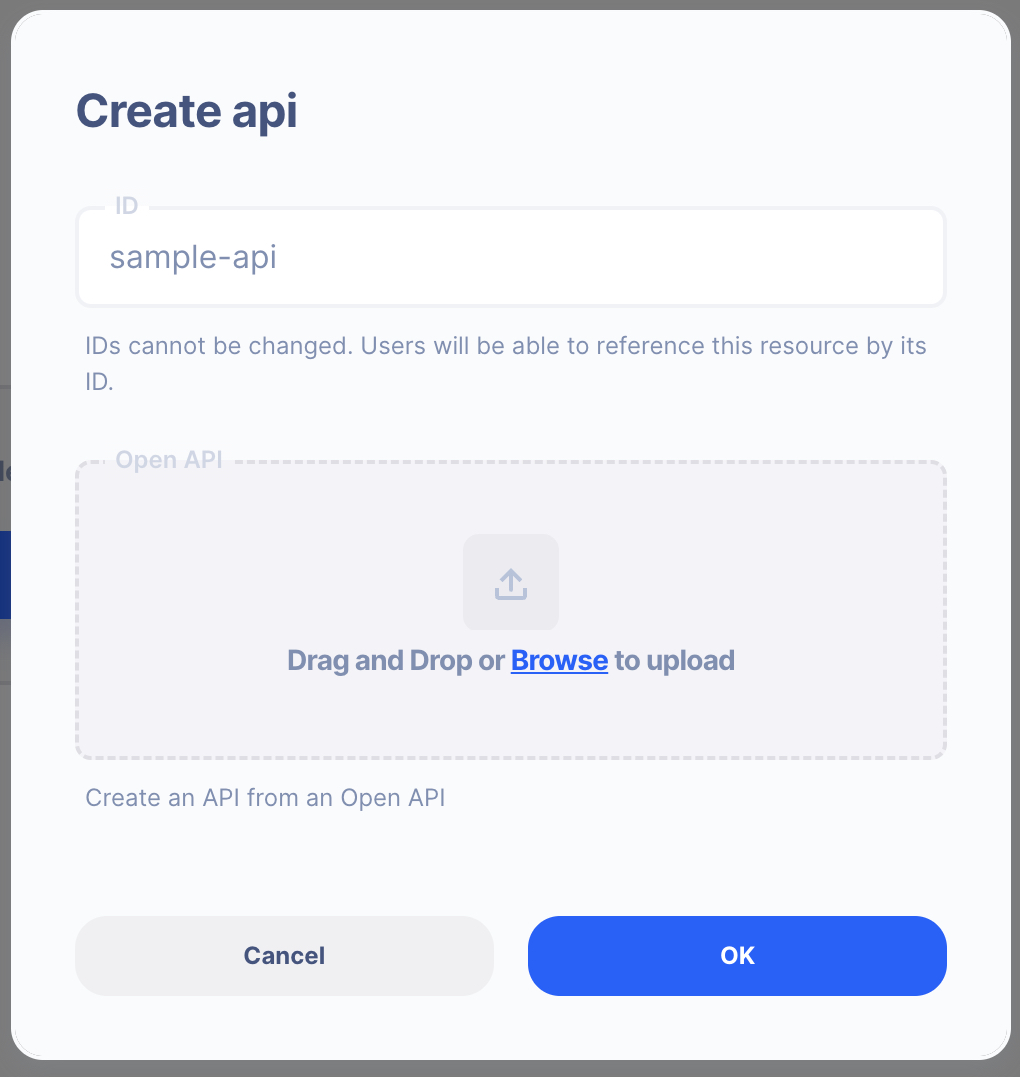 Create api
ID
sample-api
IDs cannot be changed. Users will be able to reference this resource by its
ID.
Open API
Drag and Drop or Browse to upload
Create an API from an Open API
Cancel
OK